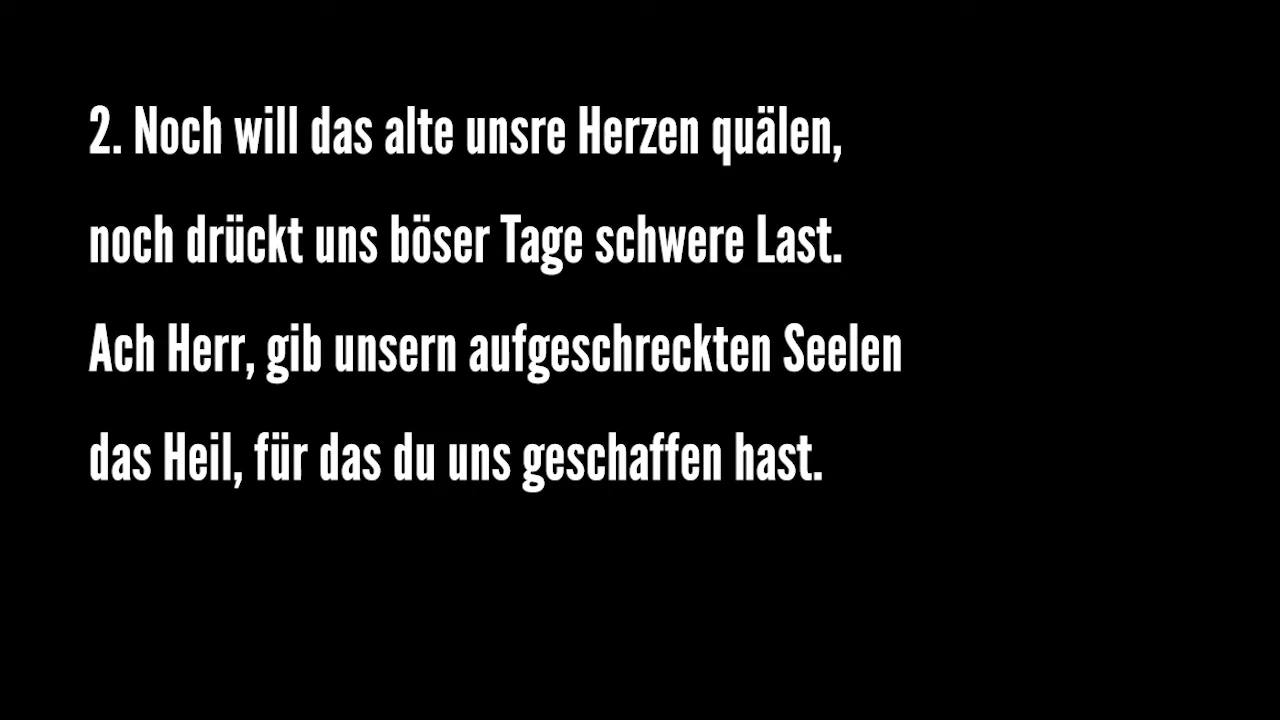 2. Noch will das alte unsre Herzen quälen,
noch drückt uns böser Tage schwere Last.
Ach Herr, gib unsern aufgeschreckten Seelen
das Heil, für das du uns geschaffen hast.